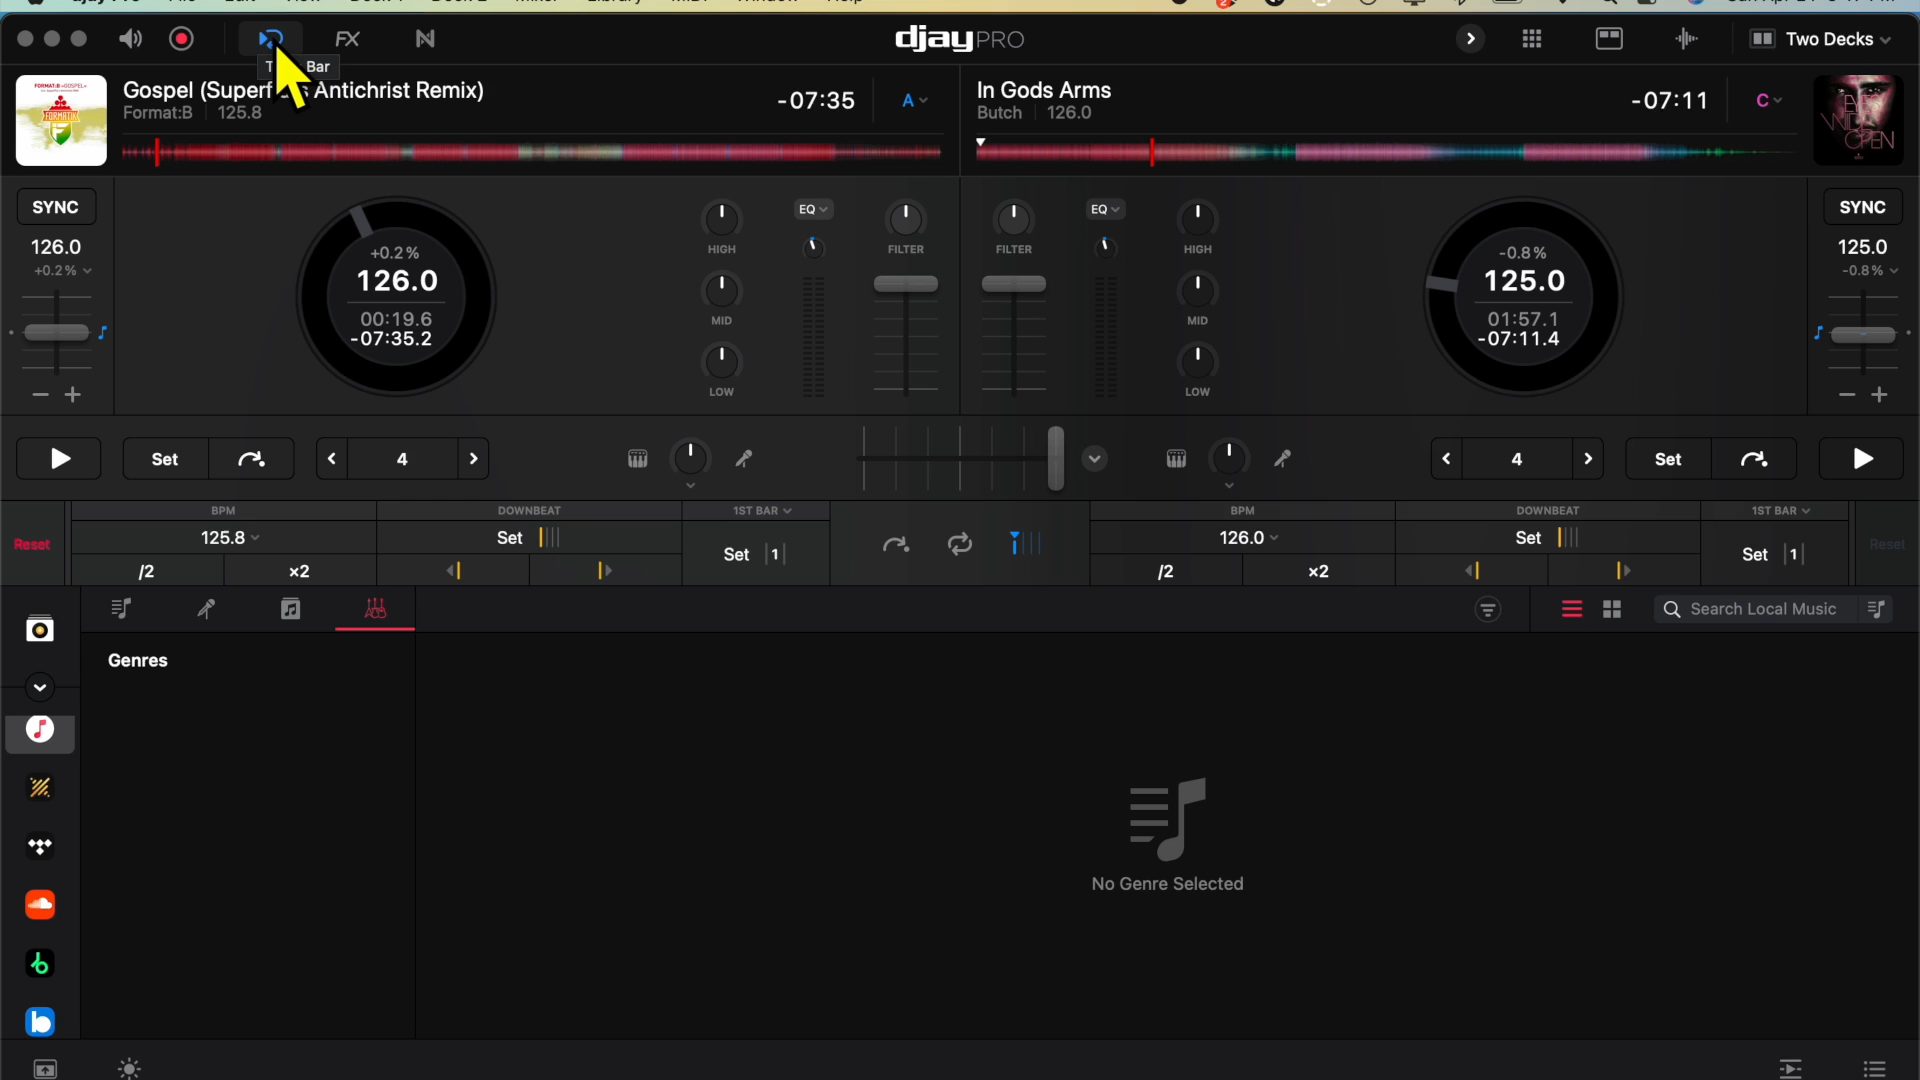 djay PRO
FX
Two Decks
Bar
Gospel (Superf Antichrist Remix)
Format:B 125.8
-07:35
A
In Gods Arms
Butch 126.0
-07:11
C
FORMATIK
EYES
WIDE
OPEN
SYNC
126.0
+0.2%
+0.2%
126.0
00:19.6
-07:35.2
HIGH
MID
LOW
EQ
FILTER
FILTER
EQ
HIGH
MID
LOW
-0.8%
125.0
01:57.1
-07:11.4
SYNC
125.0
-0.8%
Set
4
4
Set
Reset
BPM
125.8
/2 x2
DOWNBEAT
Set
1ST BAR
Set 1
BPM
126.0
/2 x2
DOWNBEAT
Set
1ST BAR
Set 1
Reset
Search Local Music
Genres
No Genre Selected